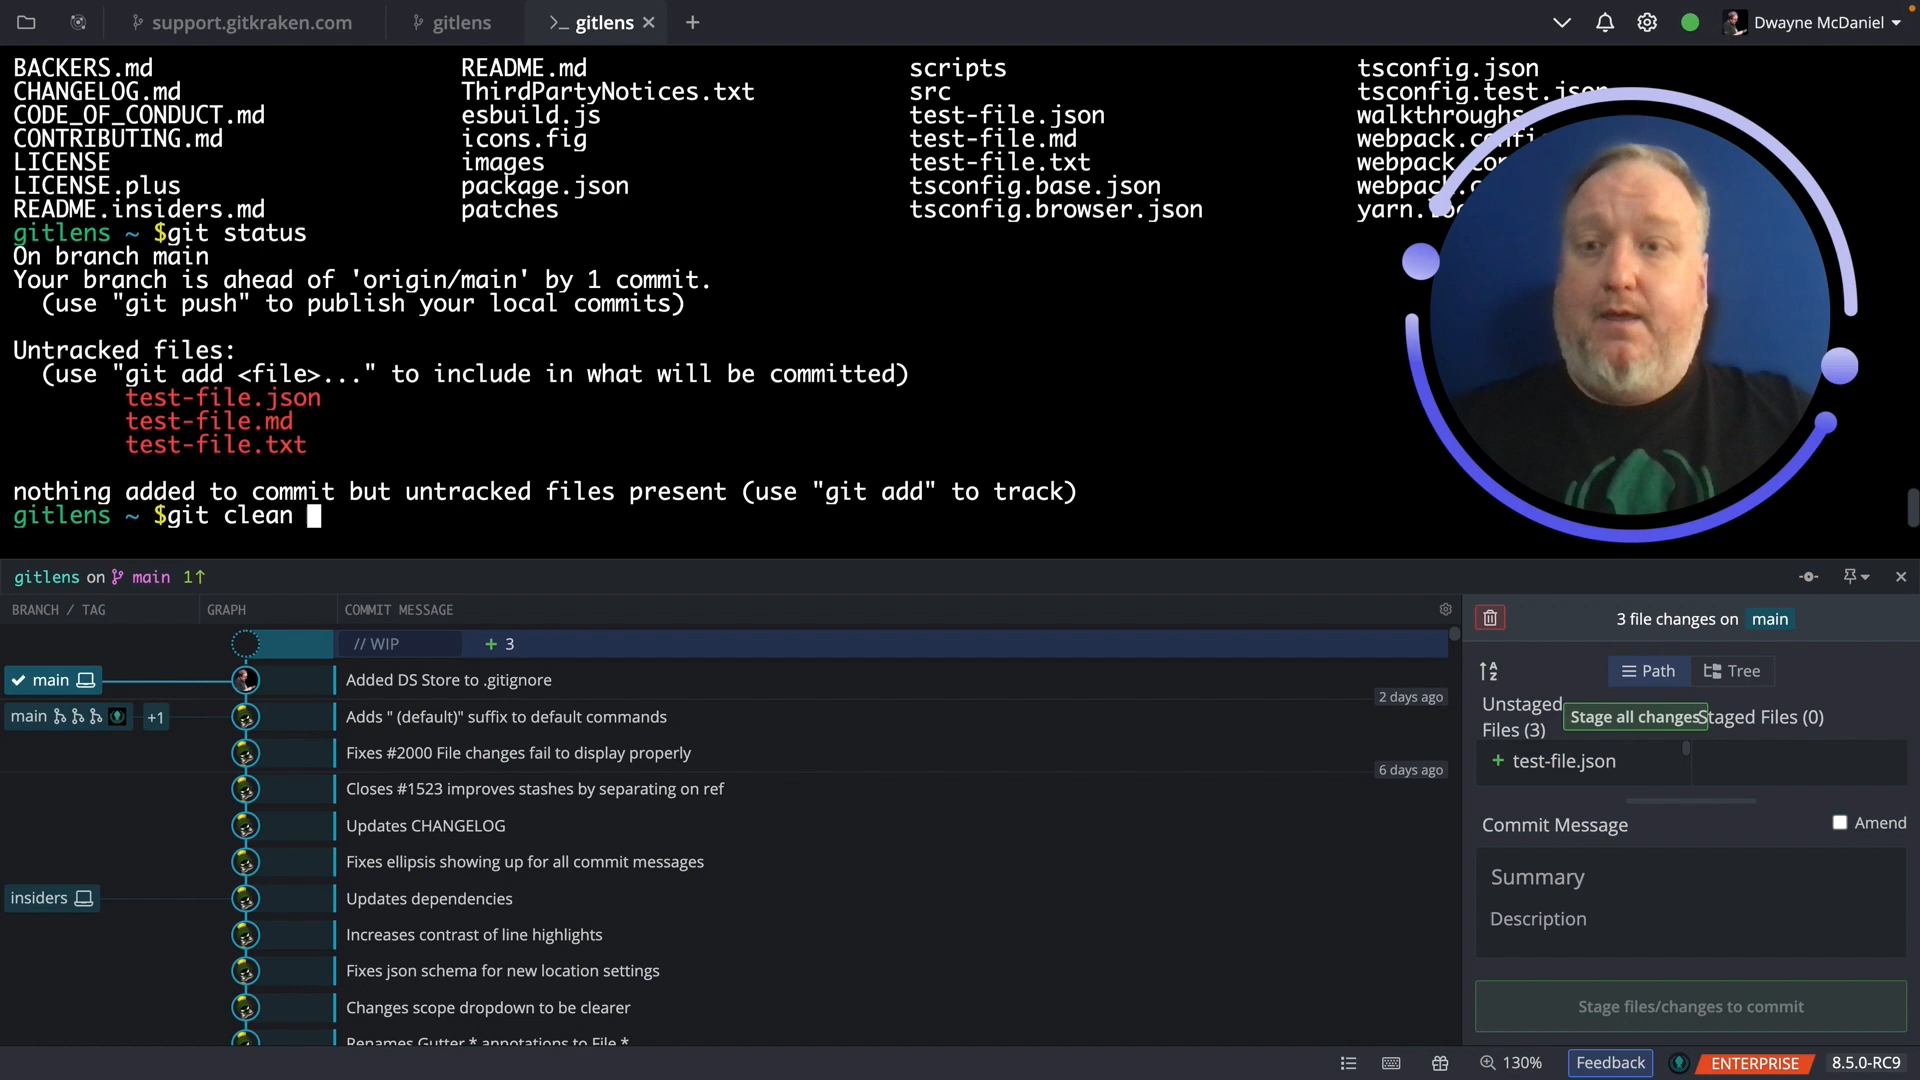 support.gitkraken.com
gitlens
gitlens
Dwayne McDaniel
BACKERS.md README.md scripts tsconfig.json
CHANGELOG.md ThirdPartyNotices.txt src tsconfig.test.json
CODE_OF_CONDUCT.md esbuild.js test-file.json walkthroughs
CONTRIBUTING.md icons.fig test-file.md
LICENSE images test-file.txt
LICENSE.plus package.json tsconfig.base.json
README.insiders.md patches tsconfig.browser.json
gitlens ~ $git status
On branch main
Your branch is ahead of 'origin/main' by 1 commit.
(use "git push" to publish your local commits)
Untracked files:
(use "git add <file>..." to include in what will be committed)
test-file.json
test-file.md
test-file.txt
nothing added to commit but untracked files present (use "git add" to track)
gitlens ~ $git clean
gitlens on main 1↑
BRANCH / TAG GRAPH COMMIT MESSAGE
// WIP + 3
main Added DS Store to .gitignore
2 days ago
main +1 Adds " (default)" suffix to default commands
Fixes #2000 File changes fail to display properly
6 days ago
Closes #1523 improves stashes by separating on ref
Updates CHANGELOG
Fixes ellipsis showing up for all commit messages
insiders Updates dependencies
Increases contrast of line highlights
Fixes json schema for new location settings
Changes scope dropdown to be clearer
Renames Gutter * annotations to File *
3 file changes on main
Path Tree
Unstaged Files (3)
Stage all changes
Staged Files (0)
+ test-file.json
Commit Message
Amend
Summary
Description
Stage files/changes to commit
130%
Feedback
ENTERPRISE
8.5.0-RC9